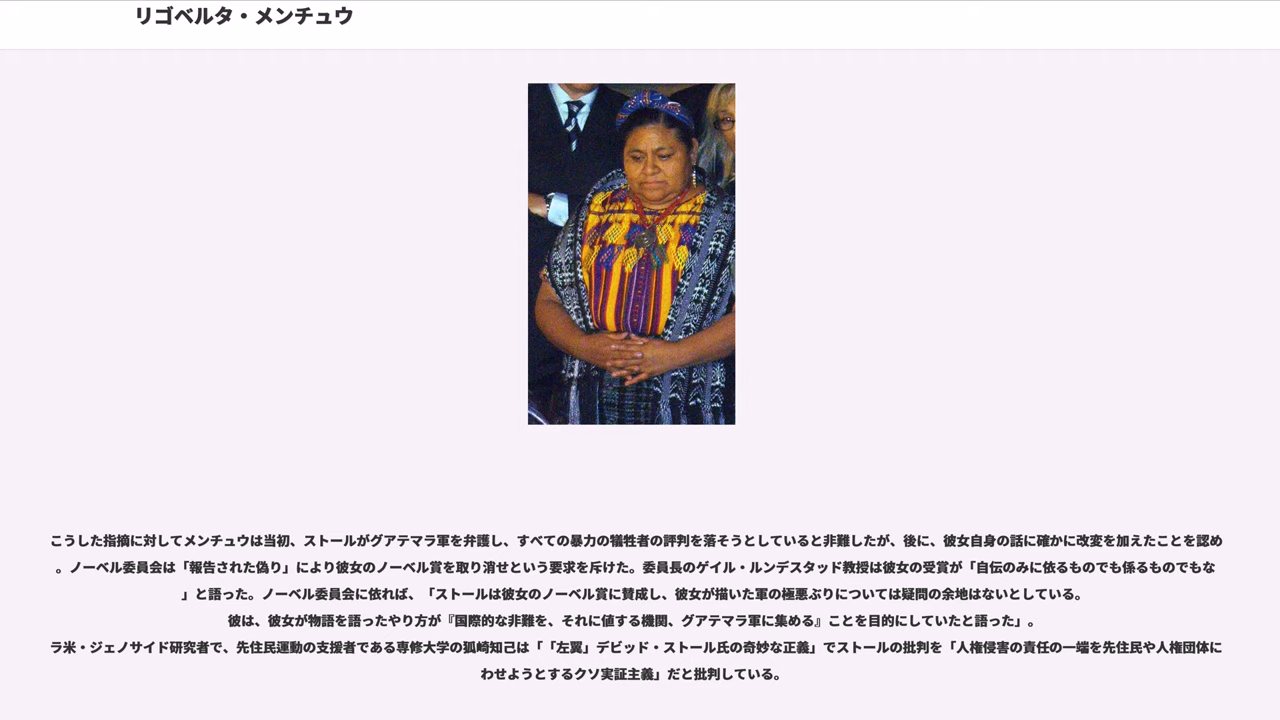 リゴベルタ・メンチュウ
こうした指摘に対してメンチュウは当初、ストールがグアテマラ軍を弁護し、すべての暴力の犠牲者の評判を落そうとしていると非難したが、後に、彼女自身の話に確かに改変を加えたことを認め
。ノーベル委員会は「報告された偽り」により彼女のノーベル賞を取り消せという要求を斥けた。委員長のゲイル・ルンデスタッド教授は彼女の受賞が「自伝のみに依るものでも係るものでもな
」と語った。ノーベル委員会に依れば、「ストールは彼女のノーベル賞に賛成し、彼女が描いた軍の極悪ぶりについては疑問の余地はないとしている。
彼は、彼女が物語を語ったやり方が『国際的な非難を、それに値する機関、グアテマラ軍に集める』ことを目的にしていたと語った」。
ラ米・ジェノサイド研究者で、先住民運動の支援者である専修大学の狐崎知己は「「左翼」デビッド・ストール氏の奇妙な正義」でストールの批判を「人権侵害の責任の一端を先住民や人権団体に
わせようとするクソ実証主義」だと批判している。